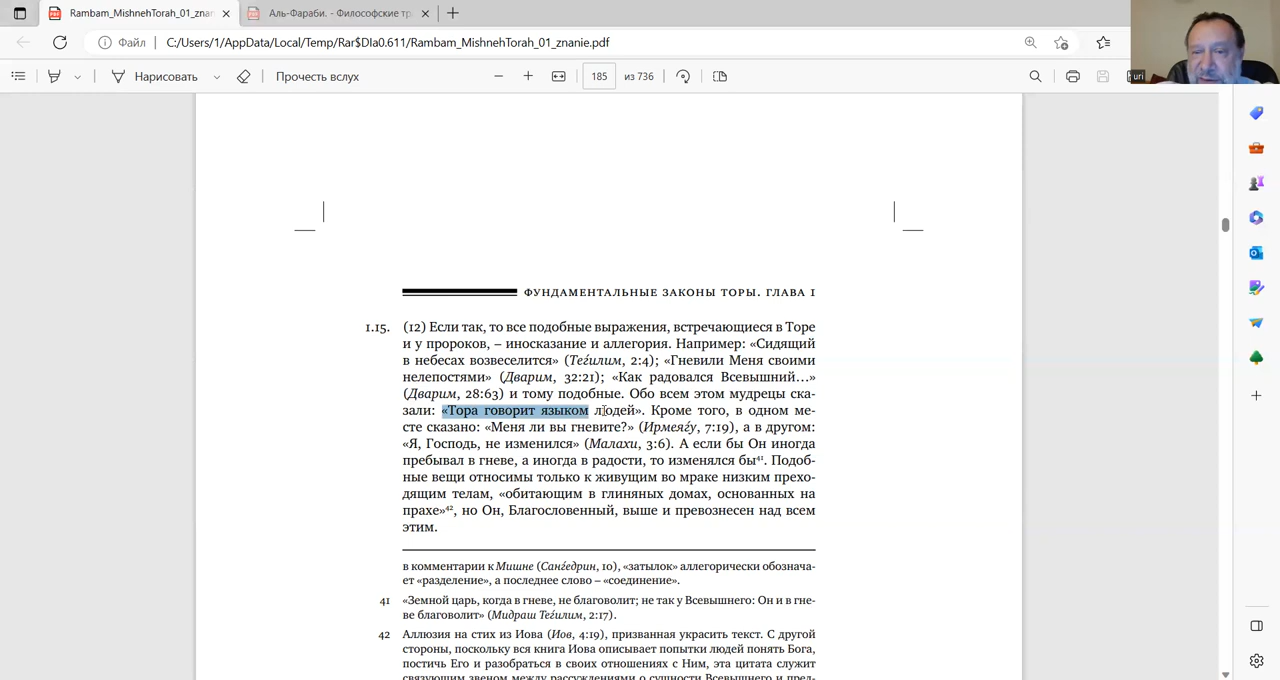 Rambam_MishnehTorah_01_zna
Аль-Фараби. - Философские тр
Файл
C:/Users/1/AppData/Local/Temp/Rar$DIa0.611/Rambam_MishnehTorah_01_znanie.pdf
Нарисовать
Прочесть вслух
185 из 736
uri
ФУНДАМЕНТАЛЬНЫЕ ЗАКОНЫ ТОРЫ. ГЛАВА I
1.15. (12) Если так, то все подобные выражения, встречающиеся в Торе
и у пророков, – иносказание и аллегория. Например: «Сидящий
в небесах возвеселится» (Теѓилим, 2:4); «Гневили Меня своими
нелепостями» (Дварим, 32:21); «Как радовался Всевышний...»
(Дварим, 28:63) и тому подобные. Обо всем этом мудрецы ска-
зали: «Тора говорит языком людей». Кроме того, в одном ме-
сте сказано: «Меня ли вы гневите?» (Ирмеяѓу, 7:19), а в другом:
«Я, Господь, не изменился» (Малахи, 3:6). А если бы Он иногда
пребывал в гневе, а иногда в радости, то изменялся бы⁴¹. Подоб-
ные вещи относимы только к живущим во мраке низким прехо-
дящим телам, «обитающим в глиняных домах, основанных на
прахе»⁴², но Он, Благословенный, выше и превознесен над всем
этим.
в комментарии к Мишне (Санѓедрин, 10), «затылок» аллегорически обознача-
ет «разделение», а последнее слово – «соединение».
41 «Земной царь, когда в гневе, не благоволит; не так у Всевышнего: Он и в гне-
ве благоволит» (Мидраш Теѓилим, 2:17).
42 Аллюзия на стих из Иова (Иов, 4:19), призванная украсить текст. С другой
стороны, поскольку вся книга Иова описывает попытки людей понять Бога,
постичь Его и разобраться в своих отношениях с Ним, эта цитата служит
связующим звеном между рассуждениями о сущности Всевышнего и пред-